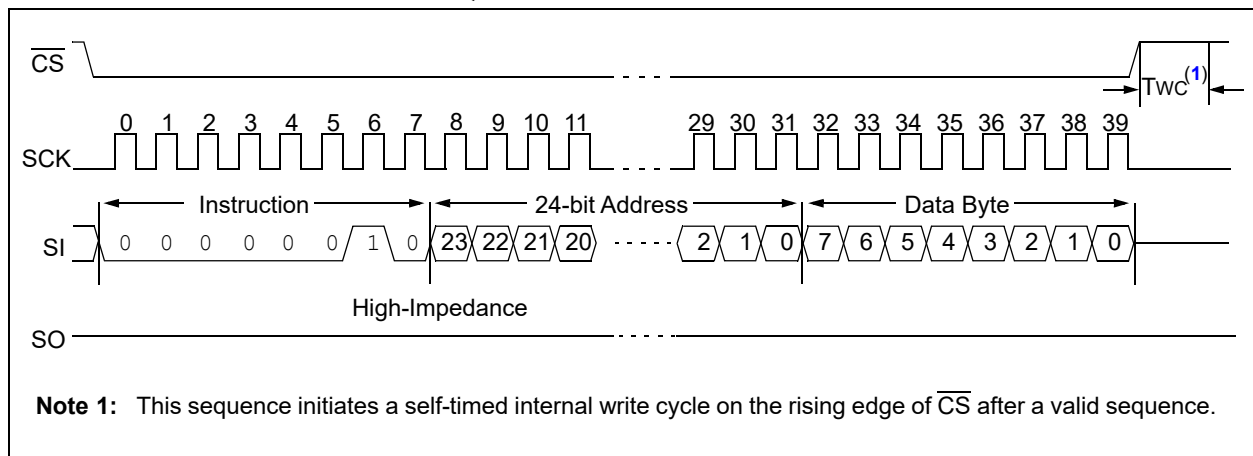 CS
TWC(1)
0 1 2 3 4 5 6 7 8 9 10 11 29 30 31 32 33 34 35 36 37 38 39
SCK
Instruction 24-bit Address Data Byte
SI 0 0 0 0 0 0 1 0 23 22 21 20 2 1 0 7 6 5 4 3 2 1 0
High-Impedance
SO
Note 1: This sequence initiates a self-timed internal write cycle on the rising edge of CS after a valid sequence.